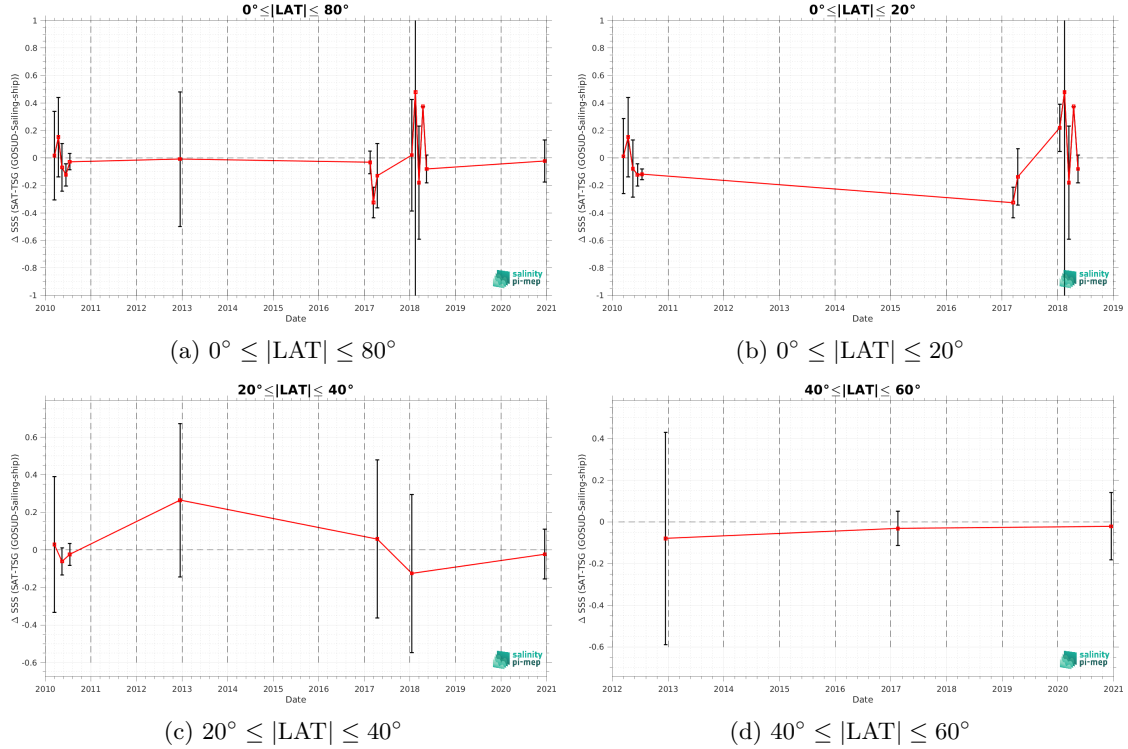 0°≤|LAT|≤ 80°
Δ SSS (SAT-TSG (GOSUD-Sailing-ship))
1
0.8
0.6
0.4
0.2
0
-0.2
-0.4
-0.6
-0.8
-1
2010 2011 2012 2013 2014 2015 2016 2017 2018 2019 2020 2021
Date
salinity
pi-mep
(a) 0° ≤ |LAT| ≤ 80°
0°≤|LAT|≤ 20°
Δ SSS (SAT-TSG (GOSUD-Sailing-ship))
1
0.8
0.6
0.4
0.2
0
-0.2
-0.4
-0.6
-0.8
-1
2010 2011 2012 2013 2014 2015 2016 2017 2018 2019
Date
salinity
pi-mep
(b) 0° ≤ |LAT| ≤ 20°
20°≤|LAT|≤ 40°
Δ SSS (SAT-TSG (GOSUD-Sailing-ship))
0.6
0.4
0.2
0
-0.2
-0.4
-0.6
2010 2011 2012 2013 2014 2015 2016 2017 2018 2019 2020 2021
Date
salinity
pi-mep
(c) 20° ≤ |LAT| ≤ 40°
40°≤|LAT|≤ 60°
Δ SSS (SAT-TSG (GOSUD-Sailing-ship))
0.4
0.2
0
-0.2
-0.4
-0.6
2012 2013 2014 2015 2016 2017 2018 2019 2020 2021
Date
salinity
pi-mep
(d) 40° ≤ |LAT| ≤ 60°